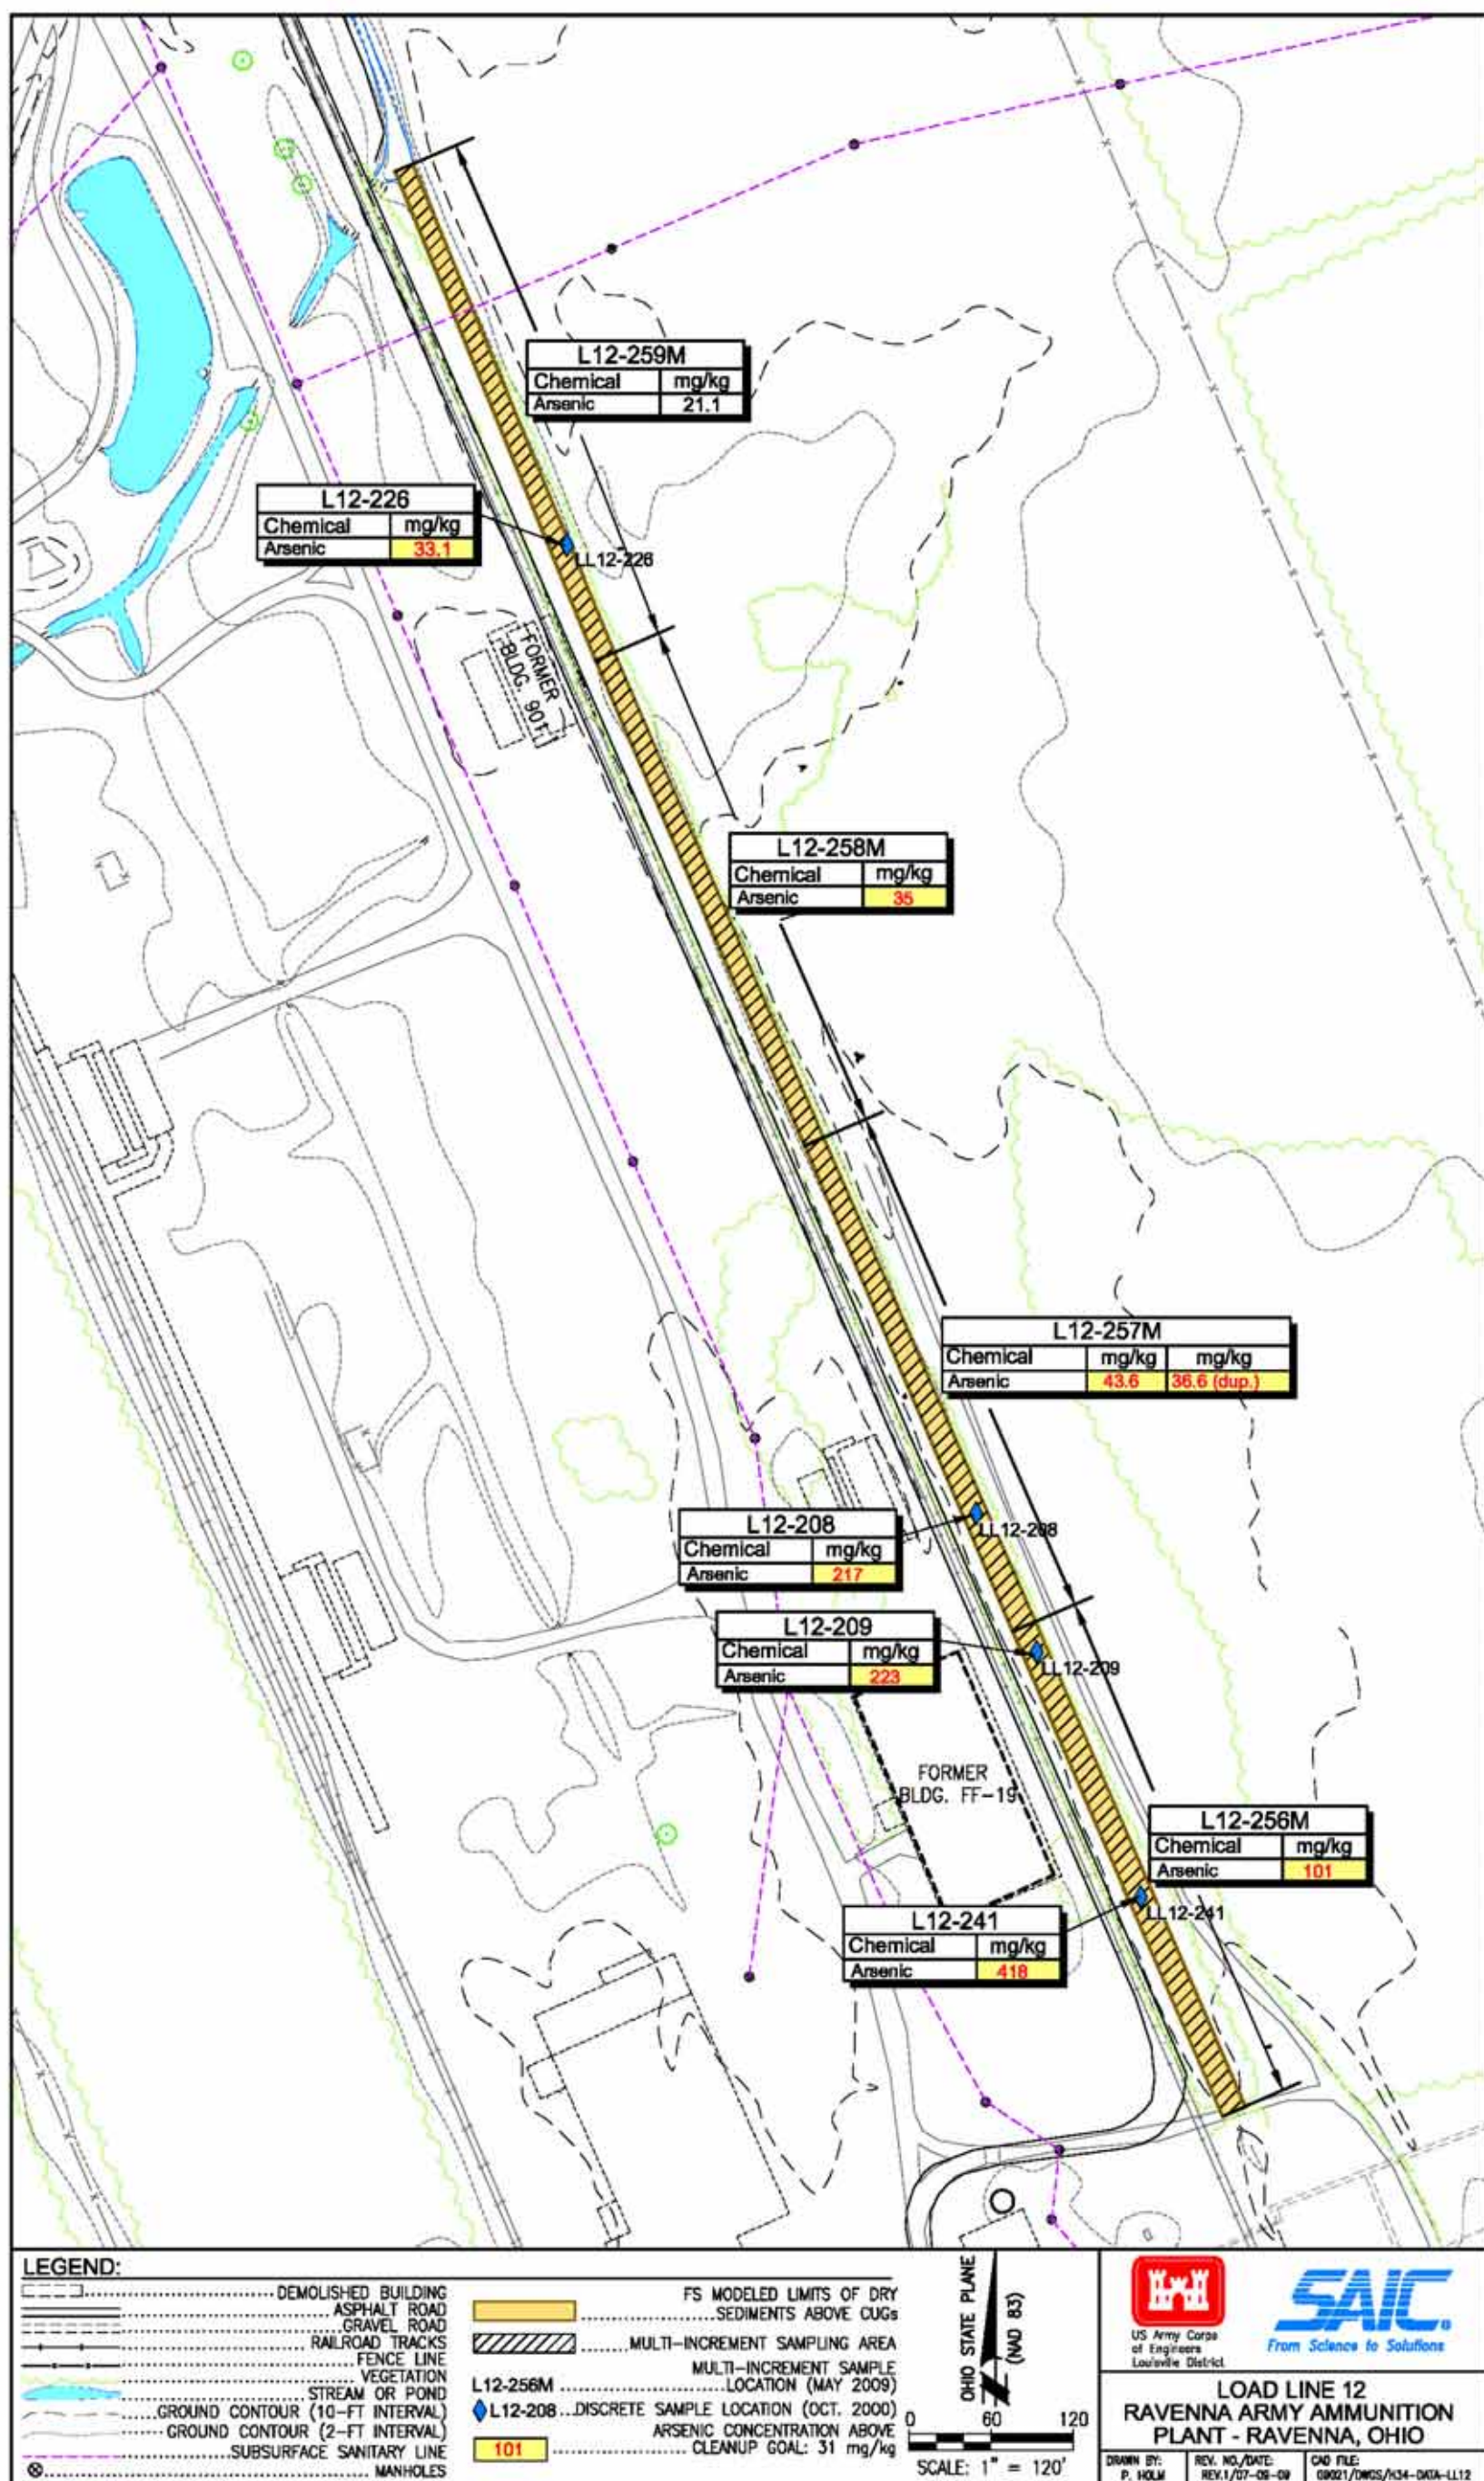 L12-259M
Chemical mg/kg
Arsenic 21.1
L12-226
Chemical mg/kg
Arsenic 33.1
LL12-226
FORMER
BLDG. 901
L12-258M
Chemical mg/kg
Arsenic 35
L12-257M
Chemical mg/kg mg/kg
Arsenic 43.6 36.6 (dup.)
L12-208
Chemical mg/kg
Arsenic 217
LL12-208
L12-209
Chemical mg/kg
Arsenic 223
LL12-209
FORMER
BLDG. FF-19
L12-256M
Chemical mg/kg
Arsenic 101
L12-241
Chemical mg/kg
Arsenic 418
LL12-241
LEGEND:
DEMOLISHED BUILDING
ASPHALT ROAD
GRAVEL ROAD
RAILROAD TRACKS
FENCE LINE
VEGETATION
STREAM OR POND
GROUND CONTOUR (10-FT INTERVAL)
GROUND CONTOUR (2-FT INTERVAL)
SUBSURFACE SANITARY LINE
MANHOLES
FS MODELED LIMITS OF DRY
SEDIMENTS ABOVE CUGs
MULTI-INCREMENT SAMPLING AREA
MULTI-INCREMENT SAMPLE
L12-256M LOCATION (MAY 2009)
L12-208 DISCRETE SAMPLE LOCATION (OCT. 2000)
ARSENIC CONCENTRATION ABOVE
101 CLEANUP GOAL: 31 mg/kg
OHIO STATE PLANE
(NAD 83)
0 60 120
SCALE: 1" = 120'
US Army Corps
of Engineers
Louisville District
SAIC
From Science to Solutions
LOAD LINE 12
RAVENNA ARMY AMMUNITION
PLANT - RAVENNA, OHIO
DRAWN BY: REV. NO./DATE: CAD FILE:
P. HOLM REV.1/07-09-09